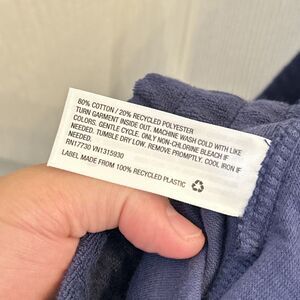 80% COTTON / 20% RECYCLED POLYESTER
TURN GARMENT INSIDE OUT. MACHINE WASH COLD WITH LIKE
COLORS. GENTLE CYCLE. ONLY NON-CHLORINE BLEACH IF
NEEDED. TUMBLE DRY LOW. REMOVE PROMPTLY. COOL IRON IF
NEEDED.
RN17730 VN1315930
LABEL MADE FROM 100% RECYCLED PLASTIC